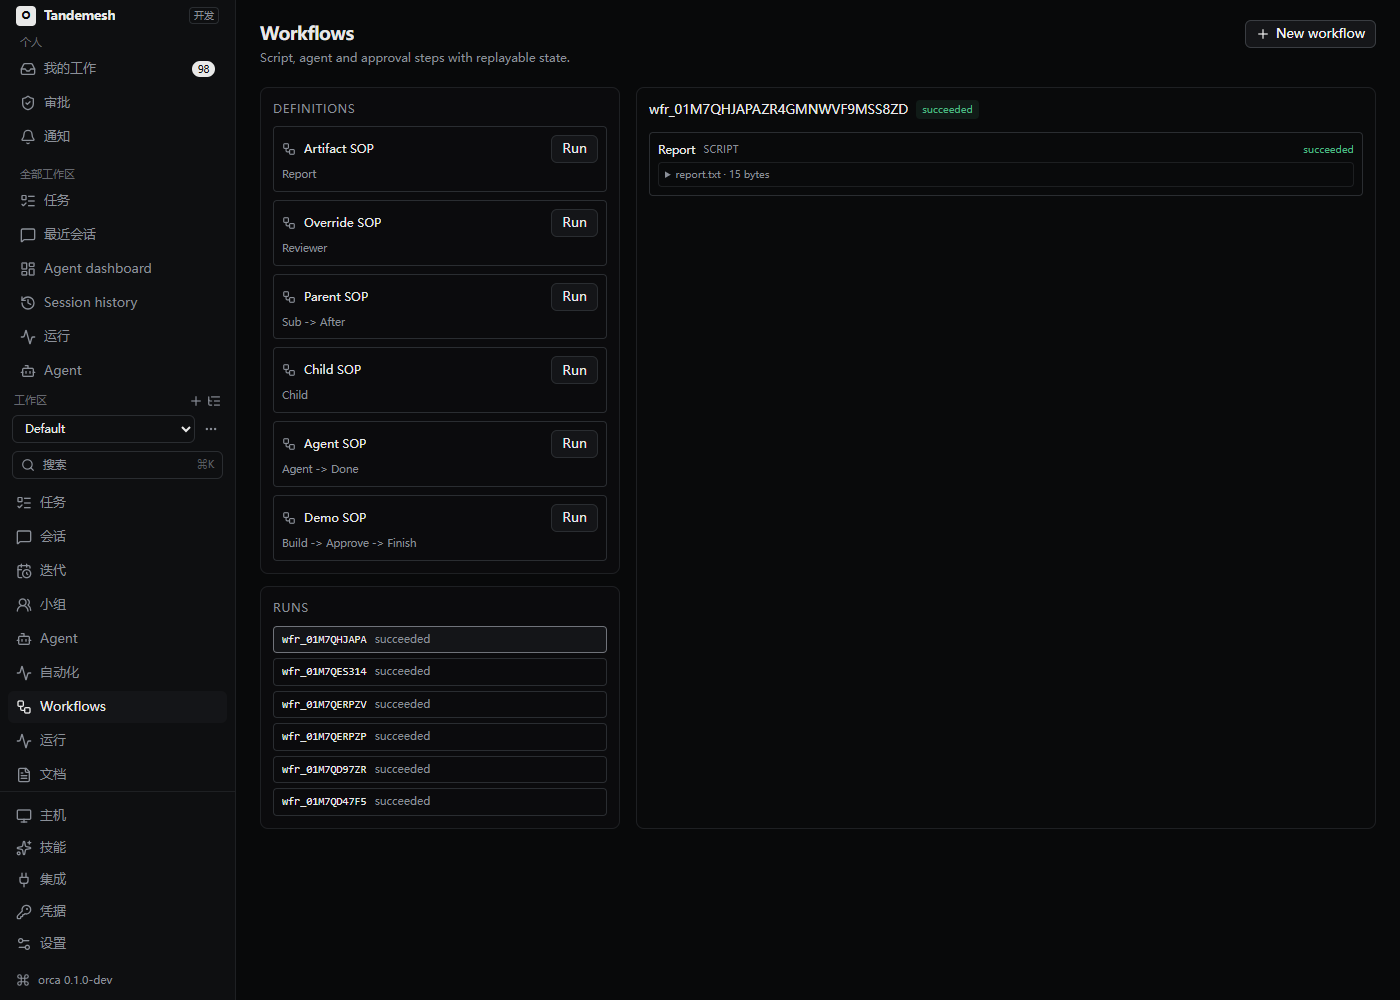 O Tandemesh 开发
个人
我的工作 98
审批
通知
全部工作区
任务
最近会话
Agent dashboard
Session history
运行
Agent
工作区
Default
搜索 ⌘K
任务
会话
迭代
小组
Agent
自动化
Workflows
运行
文档
主机
技能
集成
凭据
设置
orca 0.1.0-dev
Workflows
Script, agent and approval steps with replayable state.
New workflow
DEFINITIONS
Artifact SOP Run
Report
Override SOP Run
Reviewer
Parent SOP Run
Sub -> After
Child SOP Run
Child
Agent SOP Run
Agent -> Done
Demo SOP Run
Build -> Approve -> Finish
RUNS
wfr_01M7QHJAPA succeeded
wfr_01M7QES314 succeeded
wfr_01M7QERPZV succeeded
wfr_01M7QERPZP succeeded
wfr_01M7QD97ZR succeeded
wfr_01M7QD47F5 succeeded
wfr_01M7QHJAPAZR4GMNWVF9MSS8ZD succeeded
Report SCRIPT succeeded
report.txt · 15 bytes